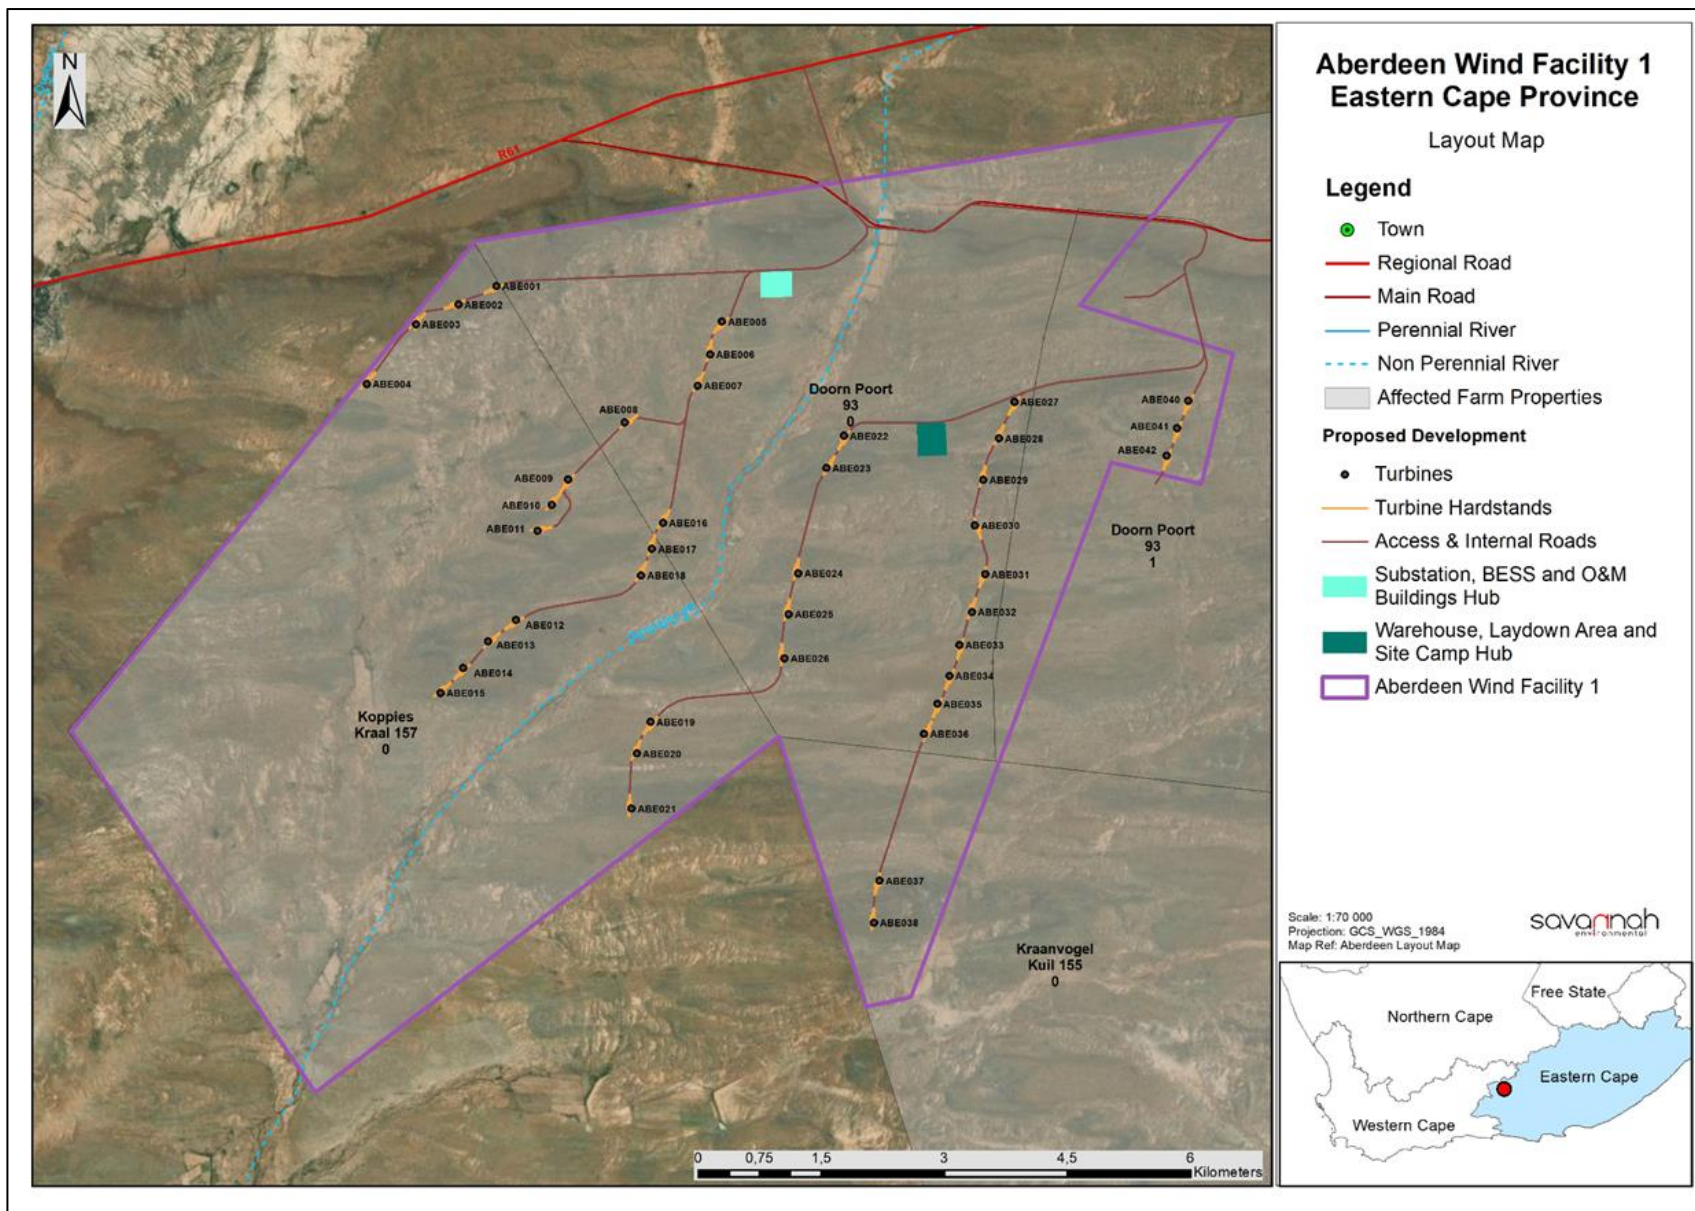 N
R61
ABE001
ABE002
ABE003
ABE004
ABE005
ABE006
ABE007
ABE008
ABE009
ABE010
ABE011
ABE016
ABE017
ABE018
ABE012
ABE013
ABE014
ABE015
Doorn Poort
93
0
ABE022
ABE023
ABE024
ABE025
ABE026
ABE019
ABE020
ABE021
ABE027
ABE028
ABE029
ABE030
ABE031
ABE032
ABE033
ABE034
ABE035
ABE036
ABE037
ABE038
ABE040
ABE041
ABE042
Doorn Poort
93
1
Koppies
Kraal 157
0
Kraanvogel
Kuil 155
0
0 0,75 1,5 3 4,5 6
Kilometers
Aberdeen Wind Facility 1
Eastern Cape Province
Layout Map
Legend
Town
Regional Road
Main Road
Perennial River
Non Perennial River
Affected Farm Properties
Proposed Development
Turbines
Turbine Hardstands
Access & Internal Roads
Substation, BESS and O&M
Buildings Hub
Warehouse, Laydown Area and
Site Camp Hub
Aberdeen Wind Facility 1
Scale: 1:70 000
Projection: GCS_WGS_1984
Map Ref: Aberdeen Layout Map
savannah
environmental
Free State
Northern Cape
Eastern Cape
Western Cape